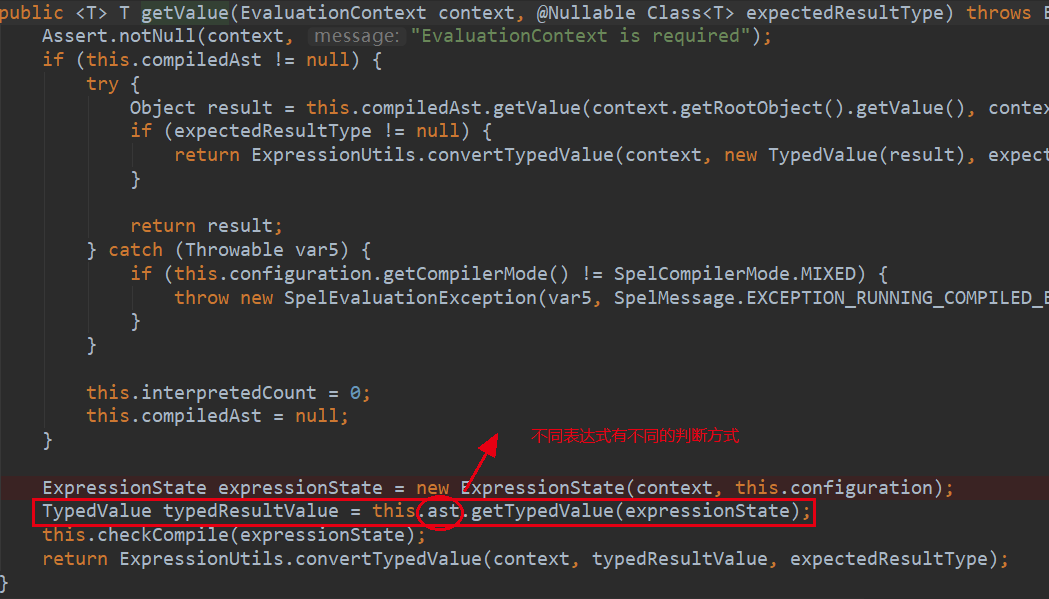 public <T> T getValue(EvaluationContext context, @Nullable Class<T> expectedResultType) throws E
Assert.notNull(context, message: "EvaluationContext is required");
if (this.compiledAst != null) {
try {
Object result = this.compiledAst.getValue(context.getRootObject().getValue(), contex
if (expectedResultType != null) {
return ExpressionUtils.convertTypedValue(context, new TypedValue(result), expect
}
return result;
} catch (Throwable var5) {
if (this.configuration.getCompilerMode() != SpelCompilerMode.MIXED) {
throw new SpelEvaluationException(var5, SpelMessage.EXCEPTION_RUNNING_COMPILED_E
}
}
this.interpretedCount = 0;
this.compiledAst = null;
}
不同表达式有不同的判断方式
ExpressionState expressionState = new ExpressionState(context, this.configuration);
TypedValue typedResultValue = this.ast.getTypedValue(expressionState);
this.checkCompile(expressionState);
return ExpressionUtils.convertTypedValue(context, typedResultValue, expectedResultType);
}